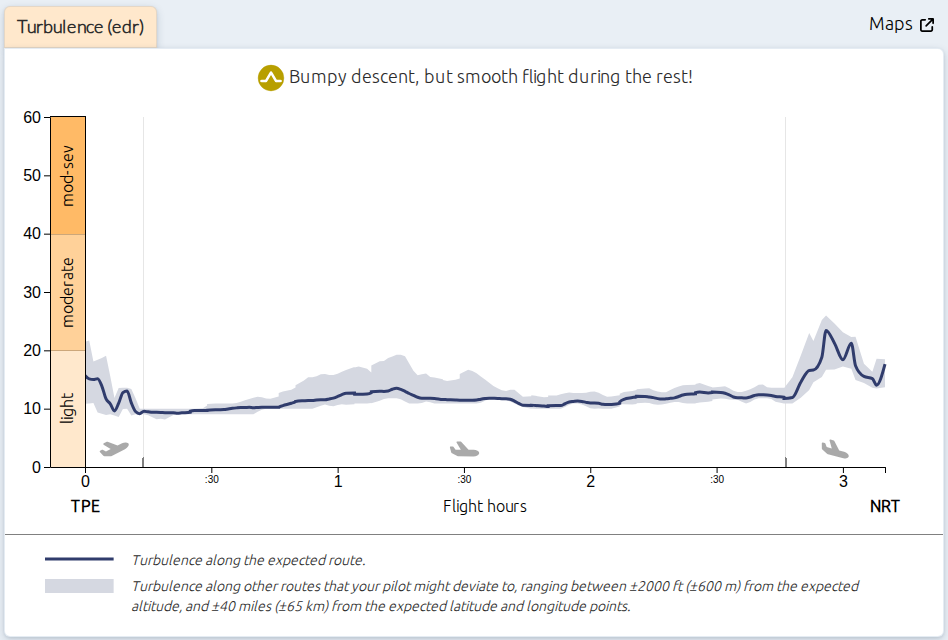 Turbulence (edr)
Maps
Bumpy descent, but smooth flight during the rest!
60
50
40
30
20
10
0
mod-sev
moderate
light
0 :30 1 :30 2 :30 3
TPE Flight hours NRT
Turbulence along the expected route.
Turbulence along other routes that your pilot might deviate to, ranging between ±2000 ft (±600 m) from the expected
altitude, and ±40 miles (±65 km) from the expected latitude and longitude points.